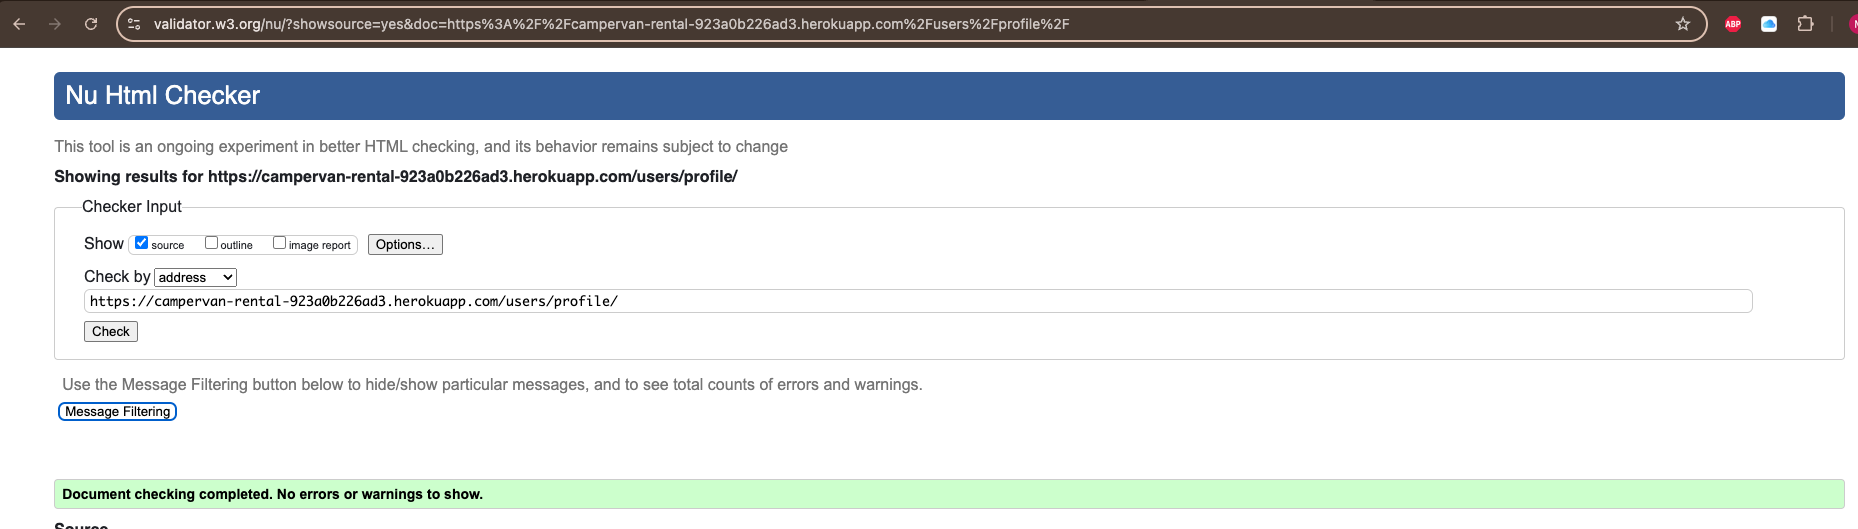 validator.w3.org/nu/?showsource=yes&doc=https%3A%2F%2Fcampervan-rental-923a0b226ad3.herokuapp.com%2Fusers%2Fprofile%2F
ABP
Nu Html Checker
This tool is an ongoing experiment in better HTML checking, and its behavior remains subject to change
Showing results for https://campervan-rental-923a0b226ad3.herokuapp.com/users/profile/
Checker Input
Show source outline image report Options...
Check by address
https://campervan-rental-923a0b226ad3.herokuapp.com/users/profile/
Check
Use the Message Filtering button below to hide/show particular messages, and to see total counts of errors and warnings.
Message Filtering
Document checking completed. No errors or warnings to show.
Source